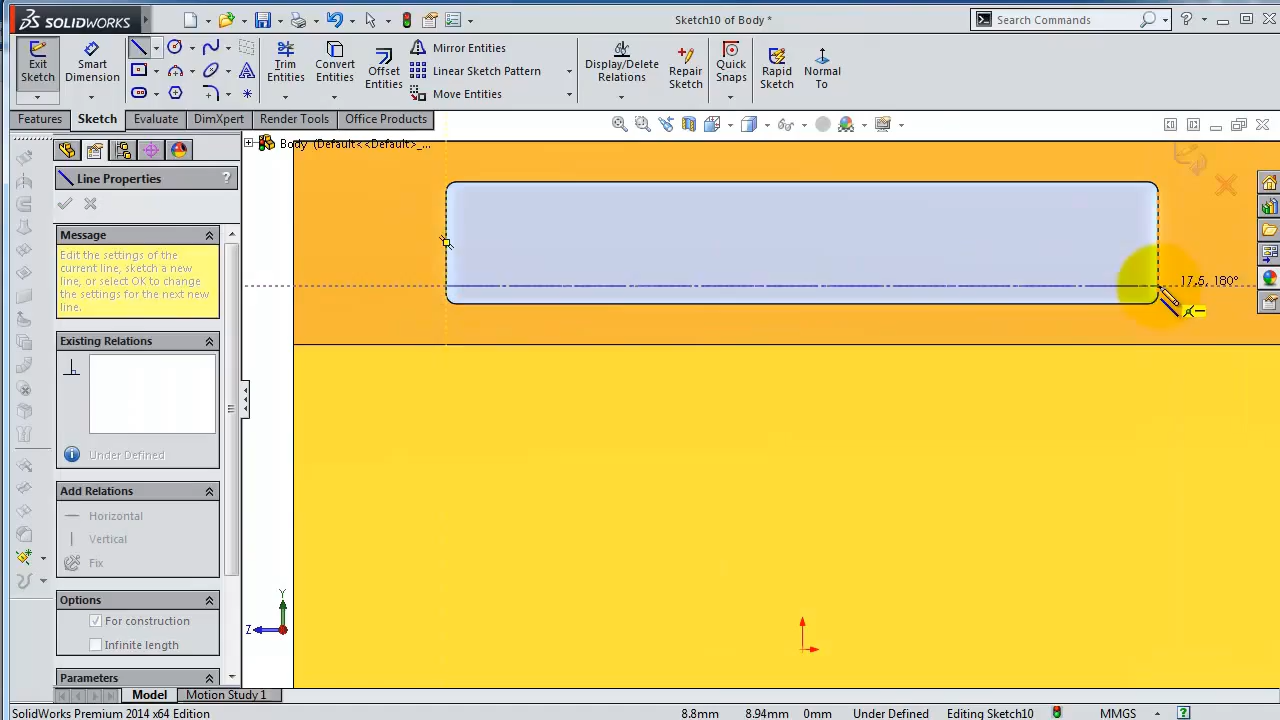 SOLIDWORKS
Sketch10 of Body *
Search Commands
Exit Sketch
Smart Dimension
Trim Entities
Convert Entities
Offset Entities
Mirror Entities
Linear Sketch Pattern
Move Entities
Display/Delete Relations
Repair Sketch
Quick Snaps
Rapid Sketch
Normal To
Features
Sketch
Evaluate
DimXpert
Render Tools
Office Products
Body (Default<<Default>_...
Line Properties
?
Message
Edit the settings of the
current line, sketch a new
line, or select OK to change
the settings for the next new
line.
17.5, 180°
Existing Relations
Under Defined
Add Relations
Horizontal
Vertical
Fix
Options
For construction
Infinite length
Parameters
Y
Z
Model
Motion Study 1
SolidWorks Premium 2014 x64 Edition
8.8mm
8.94mm
0mm
Under Defined
Editing Sketch10
MMGS